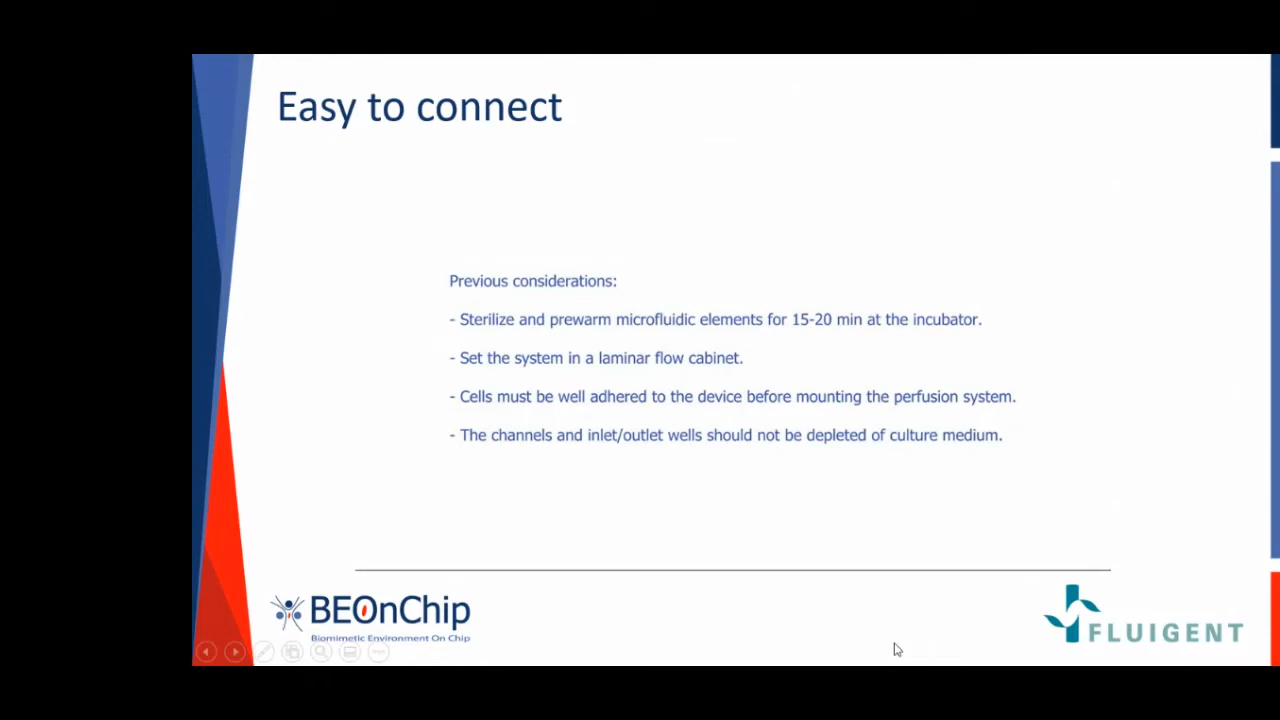 Easy to connect
Previous considerations:
- Sterilize and prewarm microfluidic elements for 15-20 min at the incubator.
- Set the system in a laminar flow cabinet.
- Cells must be well adhered to the device before mounting the perfusion system.
- The channels and inlet/outlet wells should not be depleted of culture medium.
BEOnChip
Biomimetic Environment On Chip
FLUIGENT